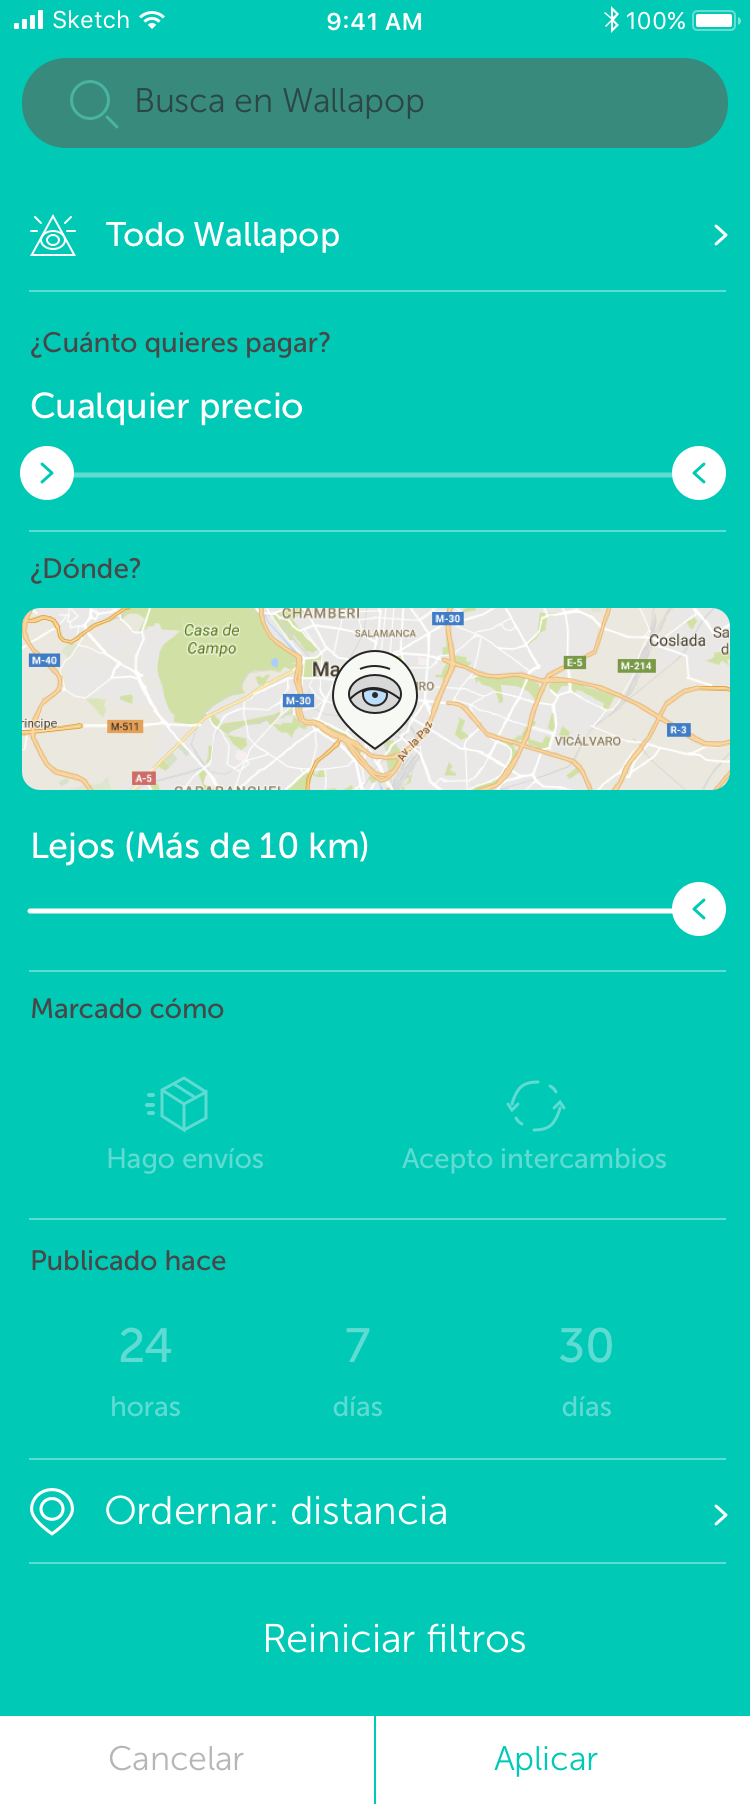 Sketch
9:41 AM
100%
Busca en Wallapop
Todo Wallapop
¿Cuánto quieres pagar?
Cualquier precio
¿Dónde?
CHAMBERI
M-30
Casa de
Campo
SALAMANCA
Coslada
Sa
d
M-40
E-5
M-214
Ma
RO
M-30
rincipe
M-511
Av. la Paz
VICÁLVARO
R-3
A-5
Lejos (Más de 10 km)
Marcado cómo
Hago envíos
Acepto intercambios
Publicado hace
24
7
30
horas
días
días
Ordernar: distancia
Reiniciar filtros
Cancelar
Aplicar